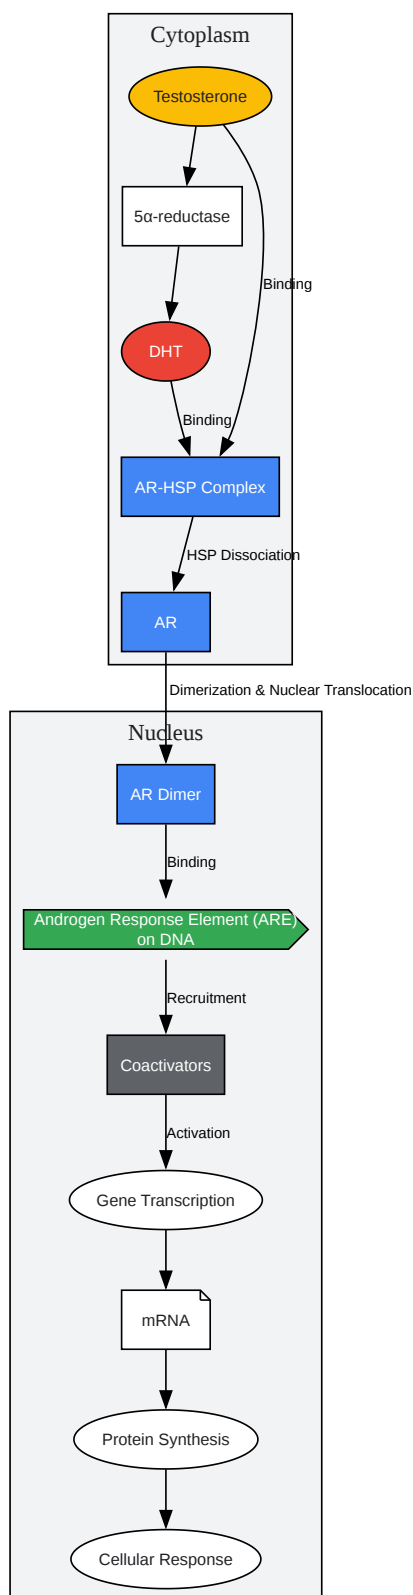 Cytoplasm
Testosterone
5α-reductase
Binding
DHT
Binding
AR-HSP Complex
HSP Dissociation
AR
Dimerization & Nuclear Translocation
Nucleus
AR Dimer
Binding
Androgen Response Element (ARE)
on DNA
Recruitment
Coactivators
Activation
Gene Transcription
mRNA
Protein Synthesis
Cellular Response